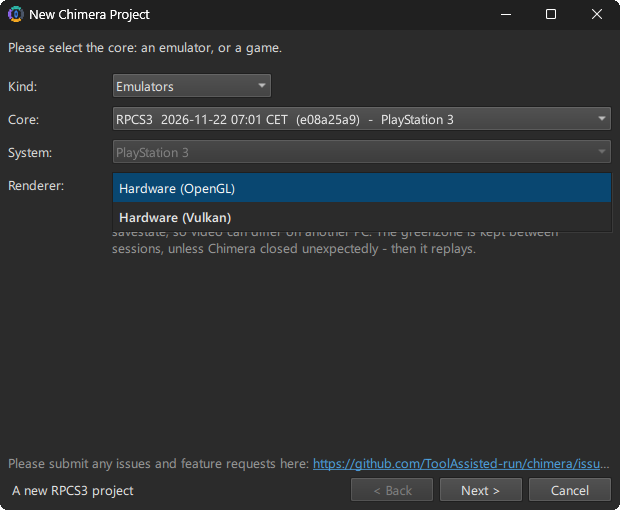 New Chimera Project
Please select the core: an emulator, or a game.
Kind: Emulators
Core: RPCS3 2026-11-22 07:01 CET (e08a25a9) - PlayStation 3
System: PlayStation 3
Renderer: Hardware (OpenGL)
Hardware (Vulkan)
savestate, so video can differ on another PC. The greenzone is kept between
sessions, unless Chimera closed unexpectedly - then it replays.
Please submit any issues and feature requests here: https://github.com/ToolAssisted-run/chimera/issu...
A new RPCS3 project
< Back
Next >
Cancel